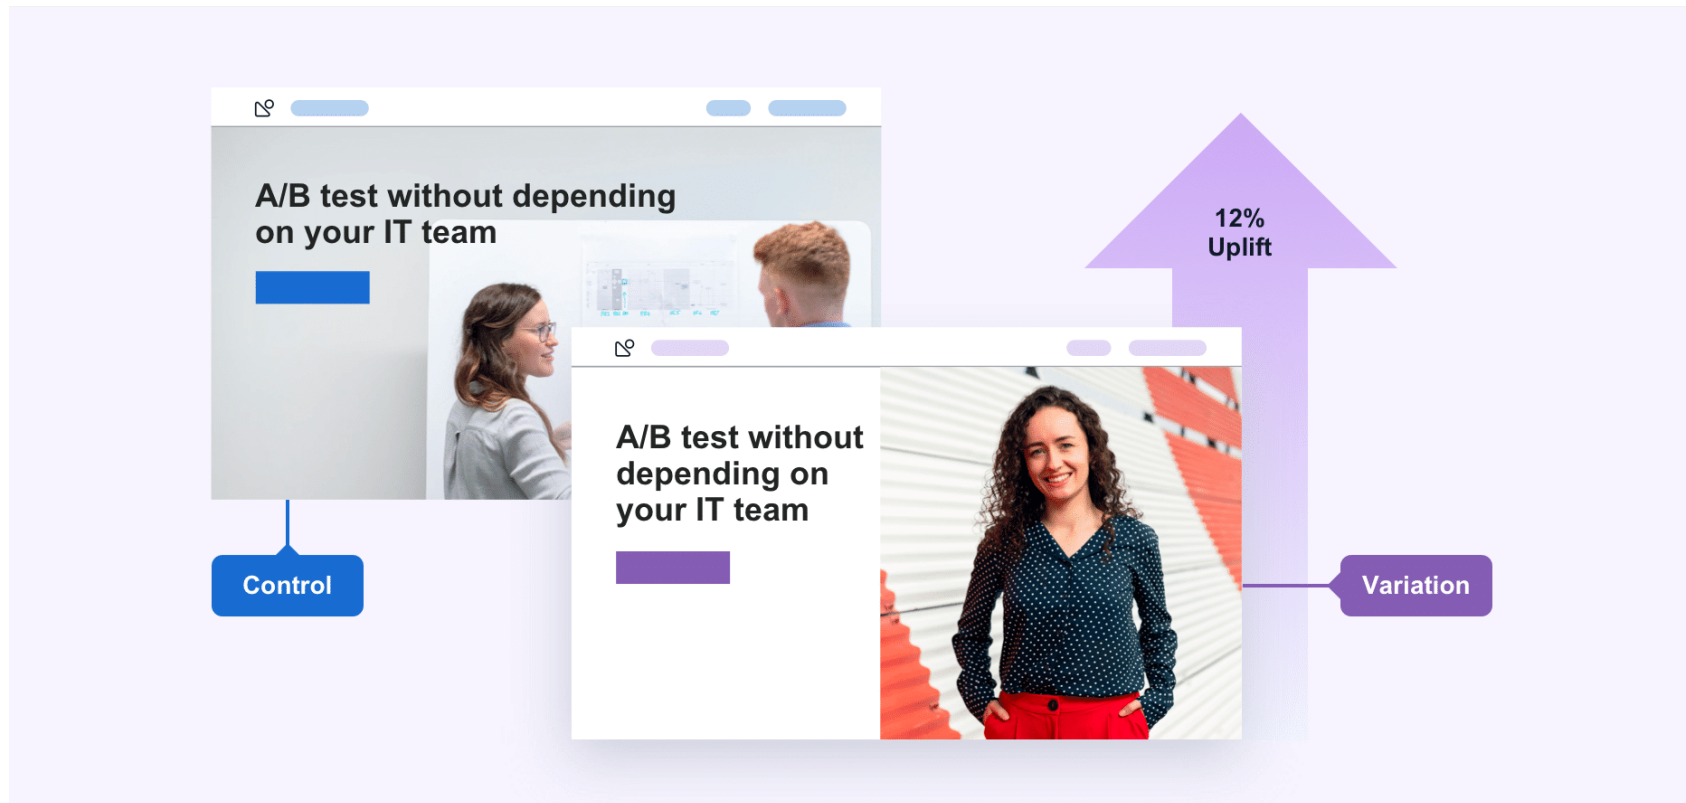 A/B test without depending
on your IT team
12%
Uplift
A/B test without
depending on
your IT team
Control
Variation